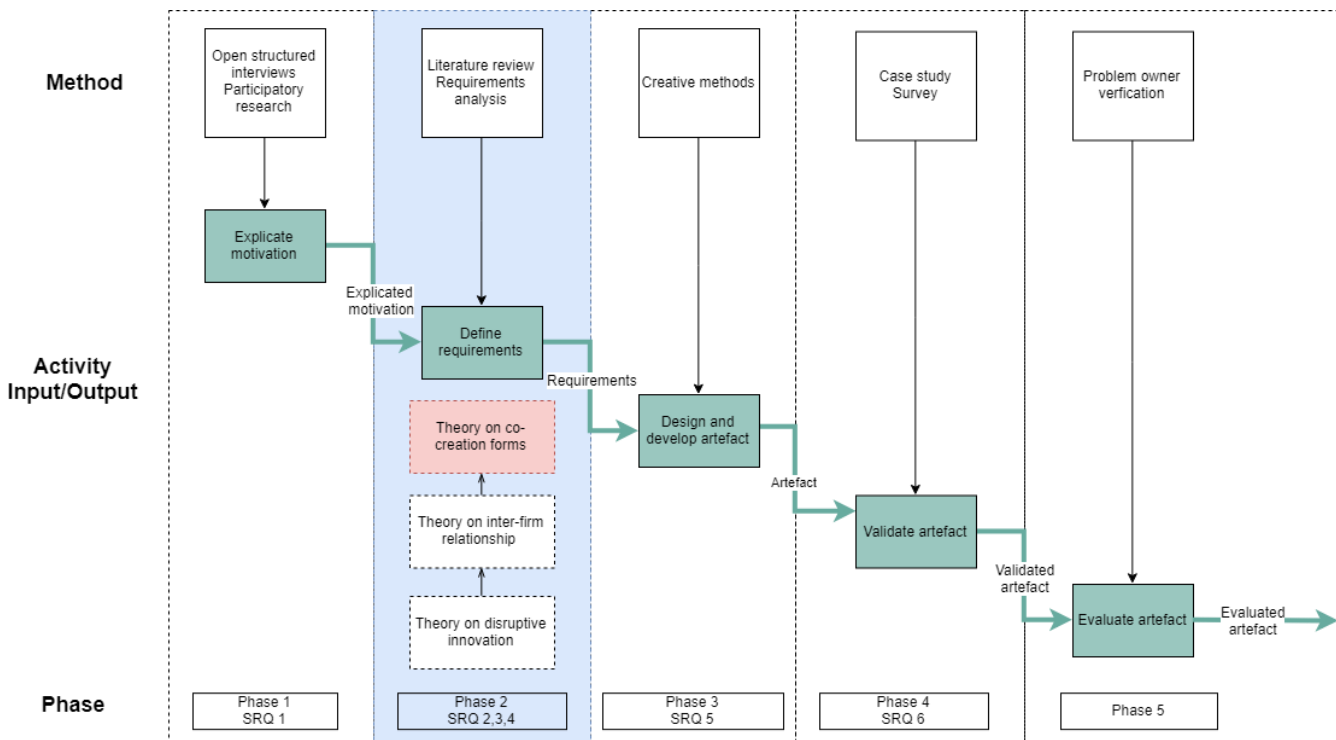 Method
Open structured
interviews
Participatory
research
Literature review
Requirements
analysis
Creative methods
Case study
Survey
Problem owner
verfication
Activity
Input/Output
Explicate
motivation
Explicated
motivation
Define
requirements
Requirements
Theory on co-
creation forms
Theory on inter-firm
relationship
Theory on disruptive
innovation
Design and
develop artefact
Artefact
Validate artefact
Validated
artefact
Evaluate artefact
Evaluated
artefact
Phase
Phase 1
SRQ 1
Phase 2
SRQ 2,3,4
Phase 3
SRQ 5
Phase 4
SRQ 6
Phase 5